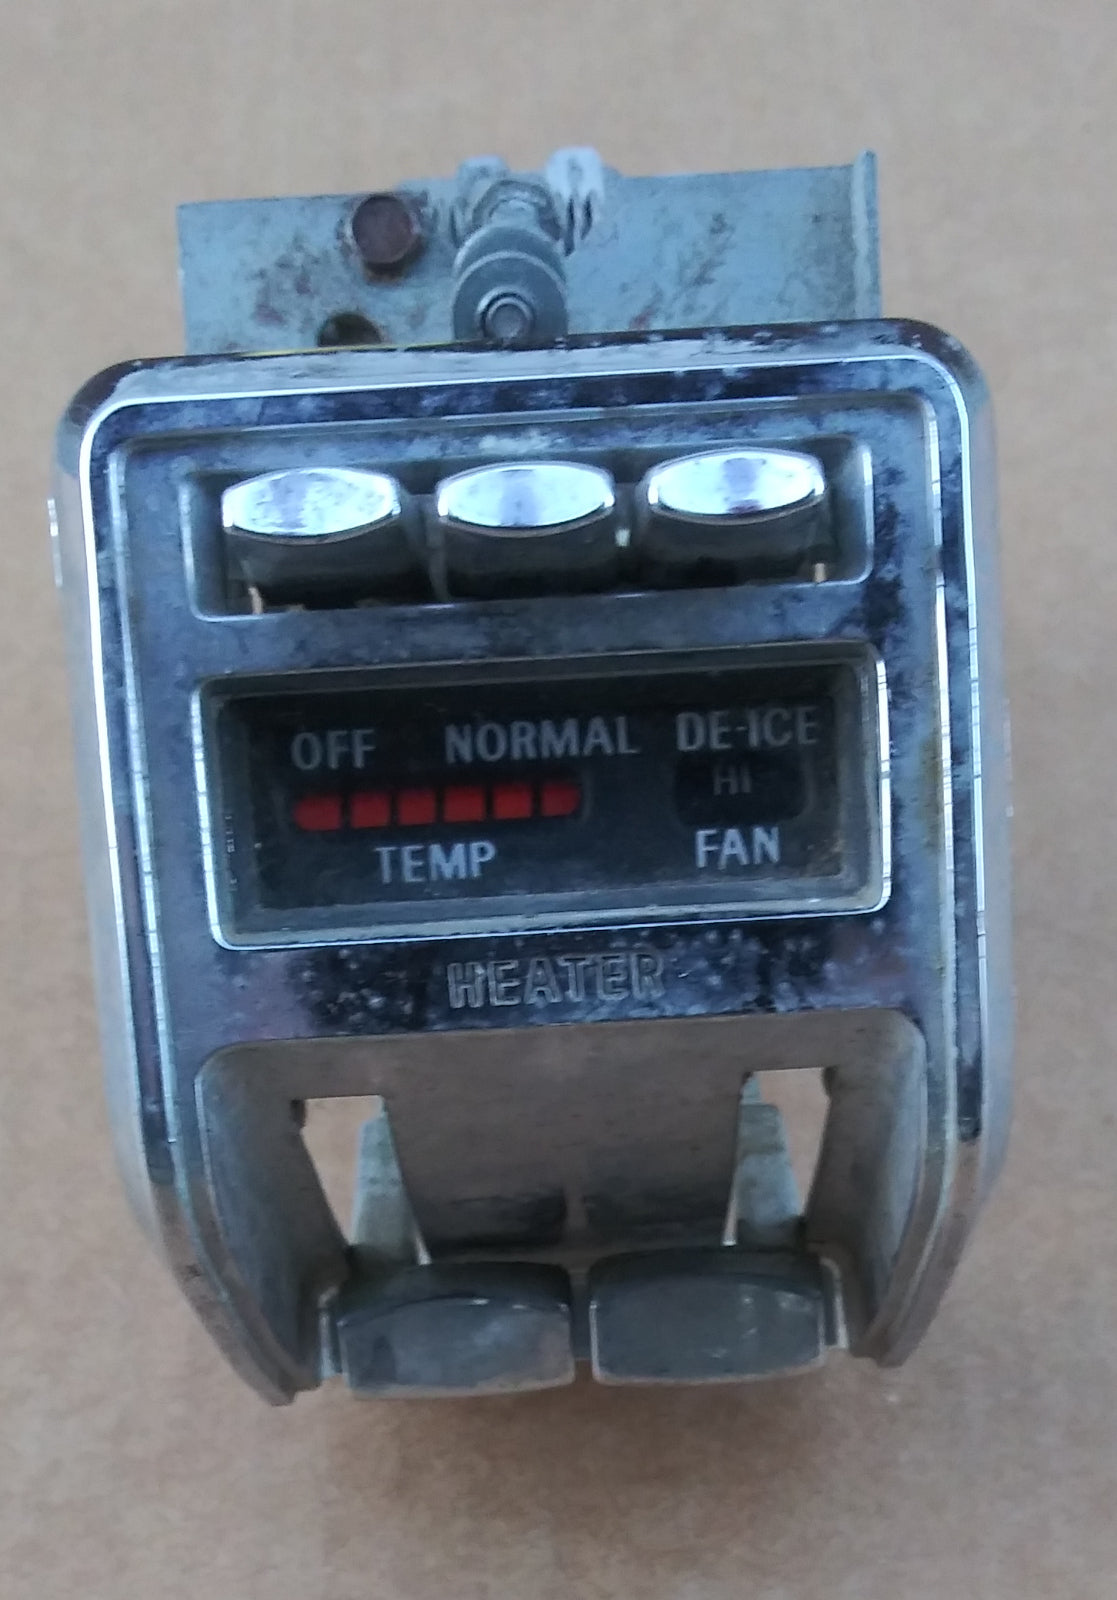 OFF NORMAL DE-ICE
HI
TEMP FAN
HEATER